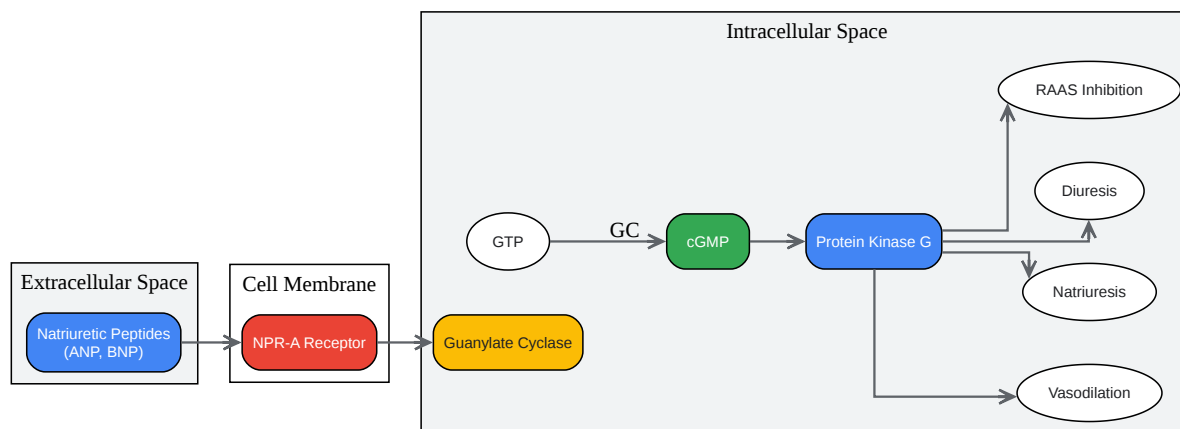 Intracellular Space
RAAS Inhibition
Diuresis
GTP
GC
cGMP
Protein Kinase G
Extracellular Space
Cell Membrane
Natriuresis
Natriuretic Peptides
(ANP, BNP)
NPR-A Receptor
Guanylate Cyclase
Vasodilation